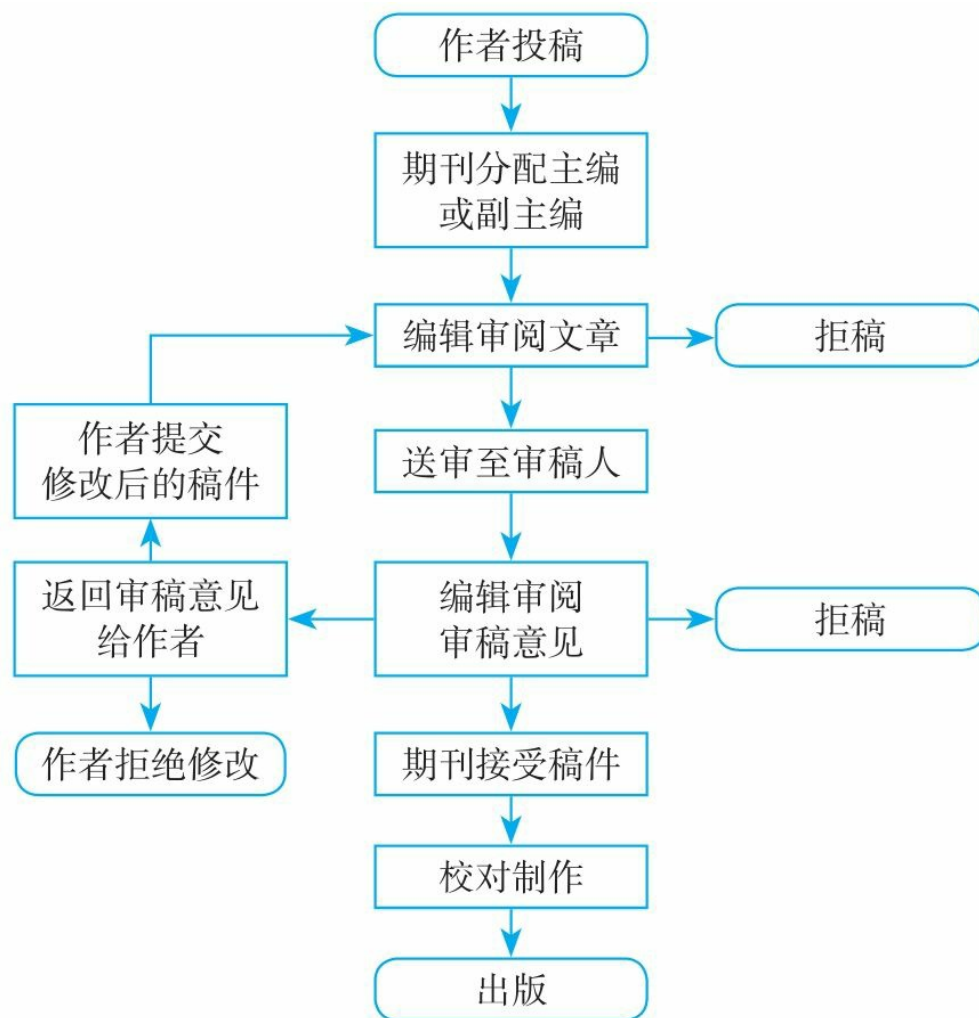 作者投稿
期刊分配主编
或副主编
编辑审阅文章
拒稿
作者提交
修改后的稿件
送审至审稿人
返回审稿意见
给作者
编辑审阅
审稿意见
拒稿
作者拒绝修改
期刊接受稿件
校对制作
出版